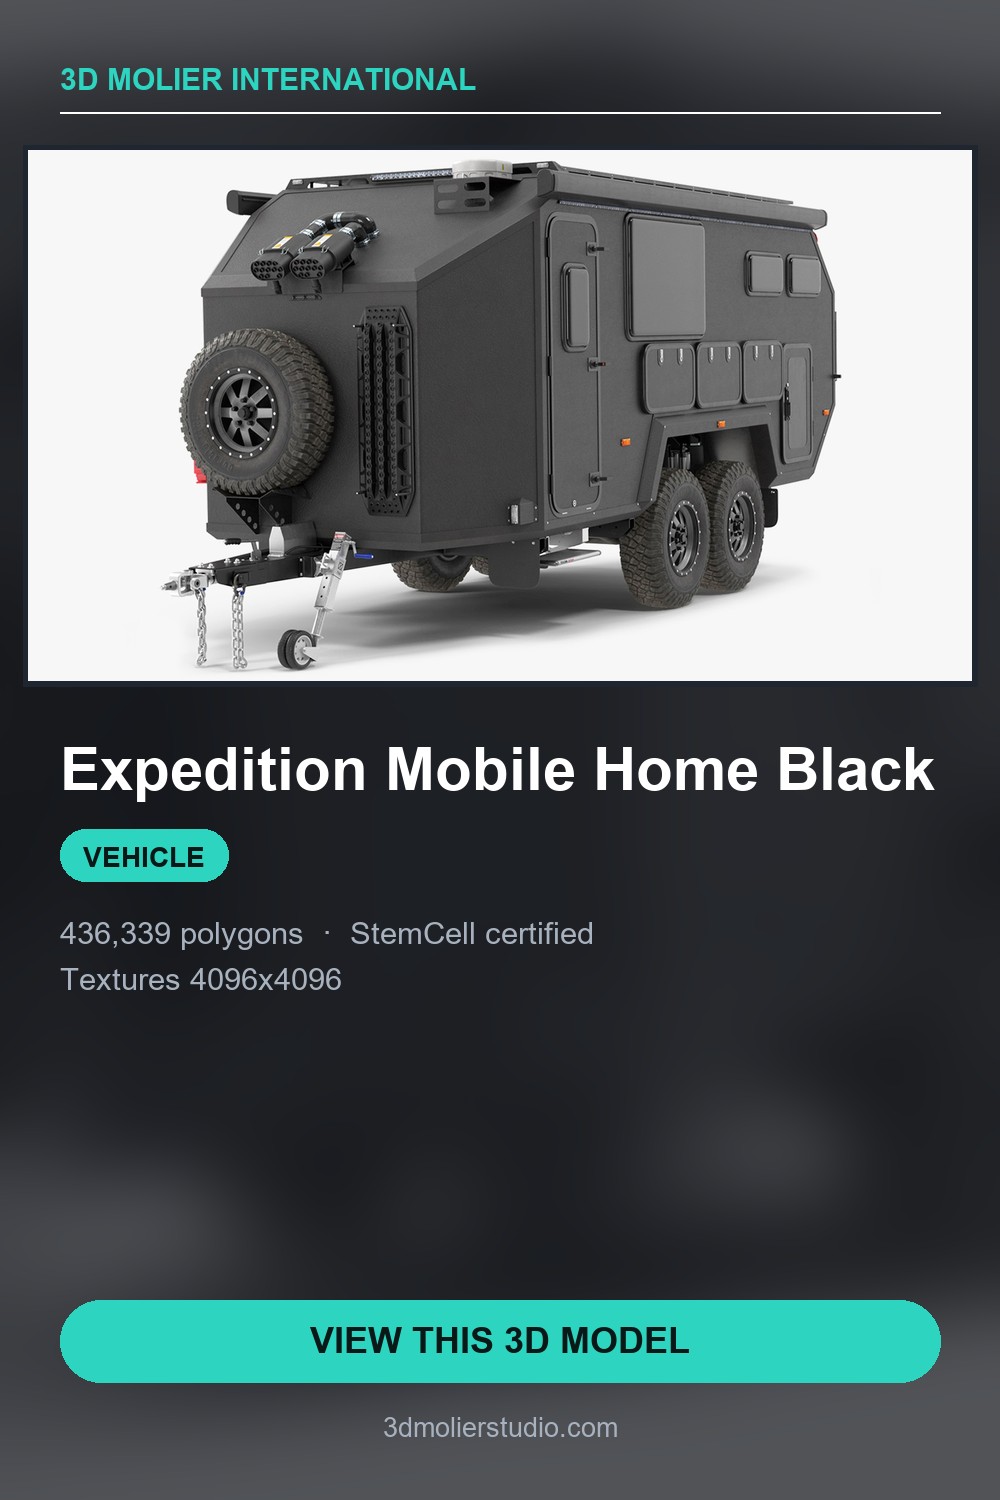 3D MOLIER INTERNATIONAL
Expedition Mobile Home Black
VEHICLE
436,339 polygons · StemCell certified
Textures 4096x4096
VIEW THIS 3D MODEL
3dmolierstudio.com